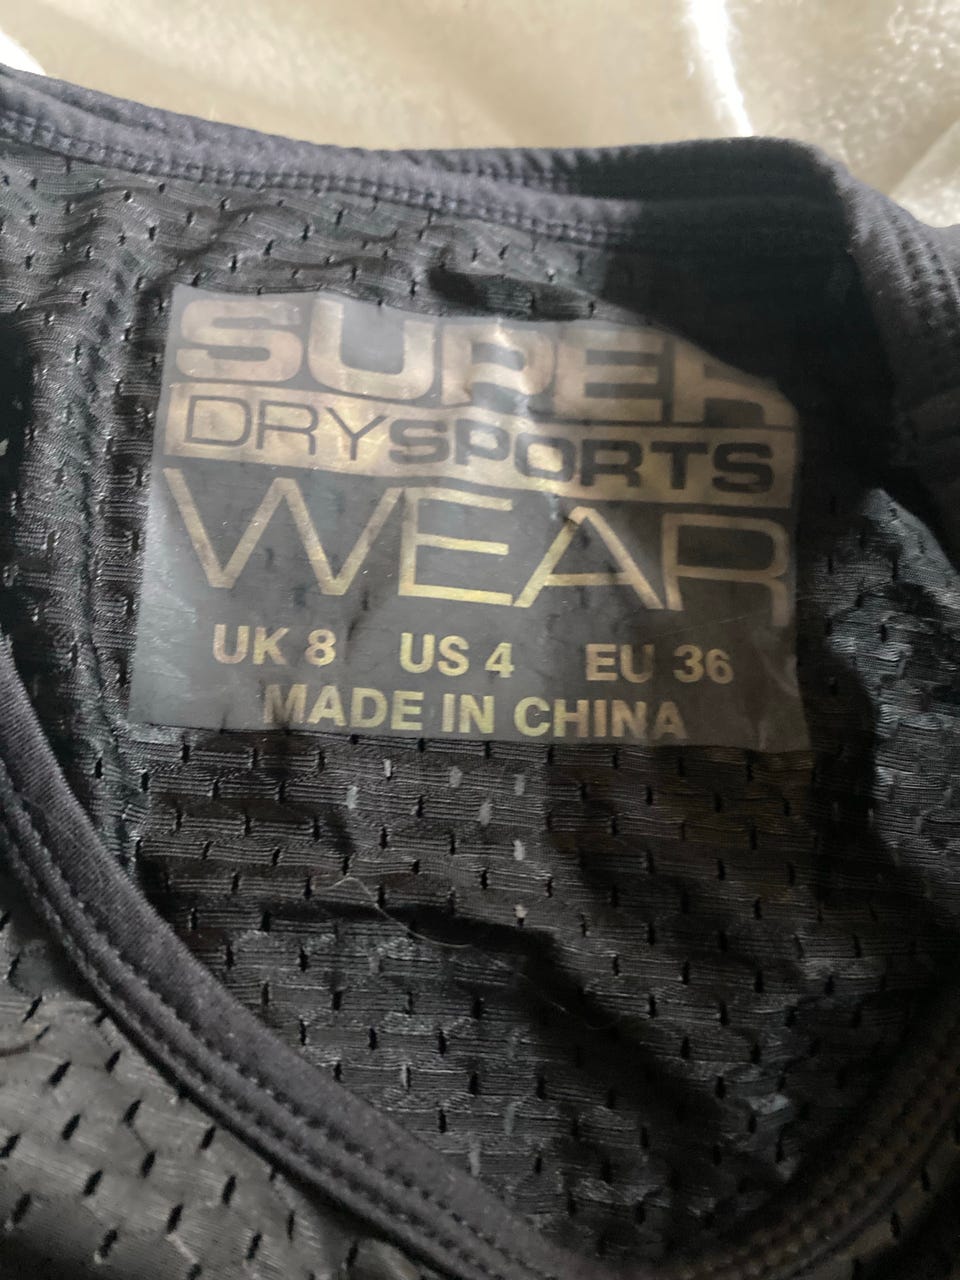 SUPER
DRYSPORTS
WEAR
UK 8 US 4 EU 36
MADE IN CHINA